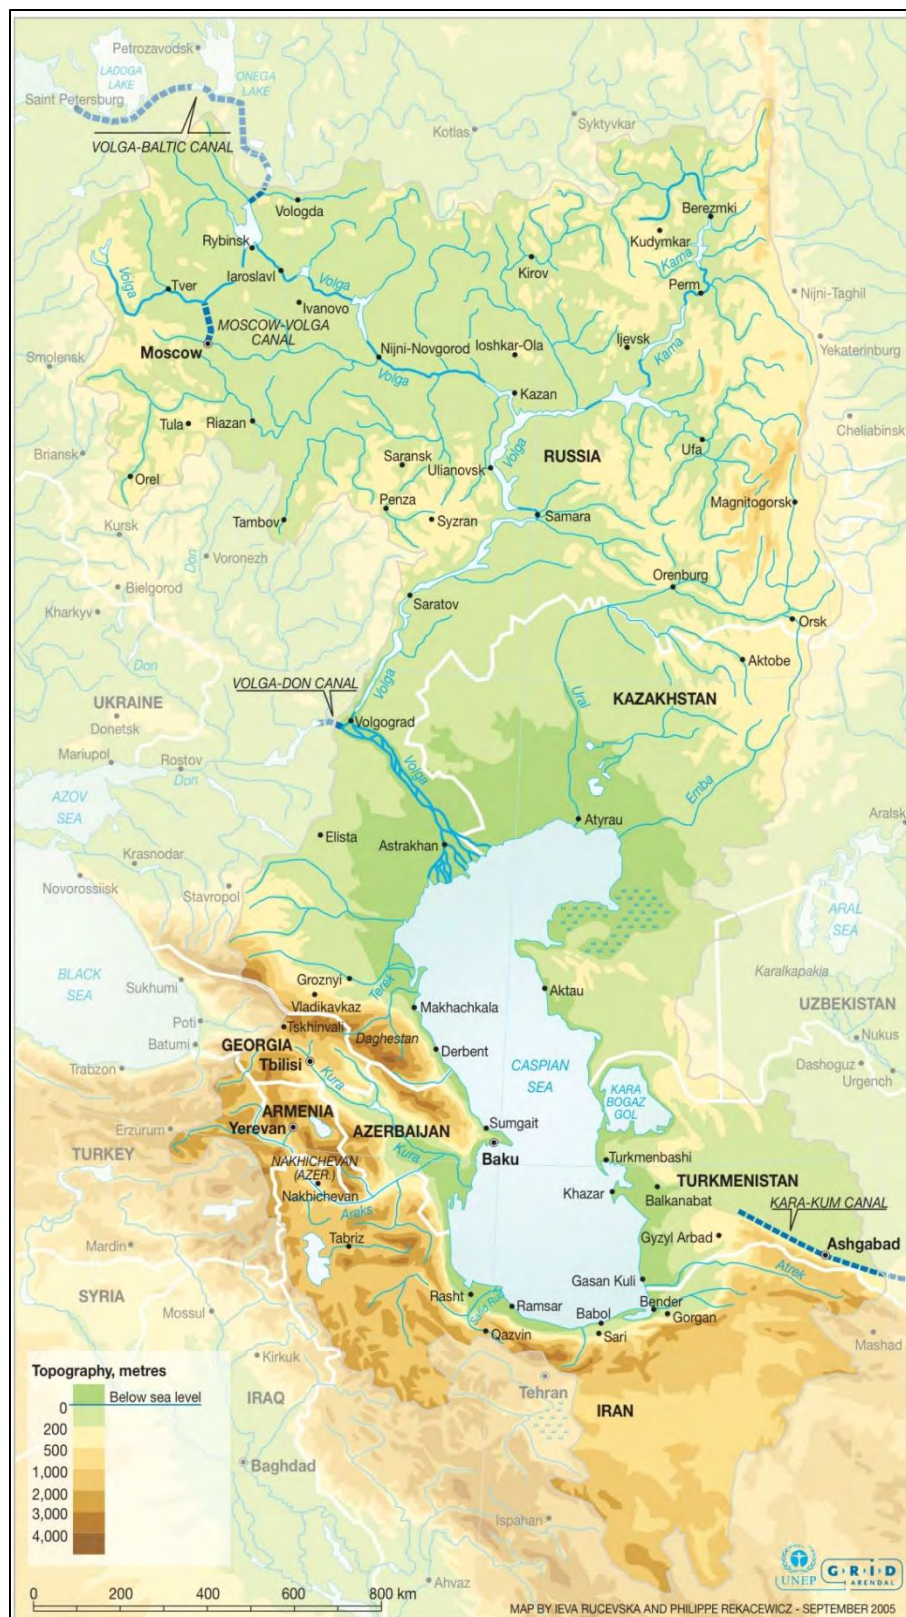 Petrozavodsk
LADOGA
LAKE
ONEGA
LAKE
Saint Petersburg
VOLGA-BALTIC CANAL
Kotlas
Syktyvkar
Vologda
Berezmki
Kudymkar
Rybinsk
Kama
Iaroslavl
Volga
Kirov
Volga
Tver
Perm
Nijni-Taghil
Ivanovo
MOSCOW-VOLGA
CANAL
Moscow
Nijni-Novgorod
Ioshkar-Ola
Ijevsk
Kama
Yekaterinburg
Smolensk
Volga
Kazan
Tula
Riazan
Cheliabinsk
Briansk
Saransk
Ulianovsk
Volga
RUSSIA
Ufa
Orel
Penza
Magnitogorsk
Tambov
Syzran
Samara
Kursk
Don
Voronezh
Bielgorod
Orenburg
Kharkyv
Saratov
Orsk
Don
Aktobe
VOLGA-DON CANAL
Volga
UKRAINE
Donetsk
KAZAKHSTAN
Ural
Volgograd
Mariupol
Rostov
Don
Volga
Emba
AZOV
SEA
Atyrau
Aralsk
Elista
Astrakhan
Krasnodar
Novorossiisk
Stavropol
ARAL
SEA
BLACK
SEA
Sukhumi
Groznyi
Terek
Vladikavkaz
Aktau
Karalkapakia
Makhachkala
UZBEKISTAN
Poti
Tskhinvali
Daghestan
Nukus
Batumi
GEORGIA
Tbilisi
Derbent
CASPIAN
SEA
Dashoguz
Urgench
Trabzon
Kura
KARA
BOGAZ
GOL
ARMENIA
Yerevan
AZERBAIJAN
Sumgait
Erzurum
TURKEY
Kura
Baku
NAKHICHEVAN
(AZER.)
Nakhichevan
Turkmenbashi
TURKMENISTAN
Khazar
Balkanabat
KARA-KUM CANAL
Araks
Tabriz
Gyzyl Arbad
Ashgabad
Mardin
Atrek
SYRIA
Gasan Kuli
Rasht
Sefid Rud
Ramsar
Bender
Mossul
Babol
Gorgan
Qazvin
Sari
Mashad
Kirkuk
Topography, metres
Below sea level
0
200
500
1,000
2,000
3,000
4,000
IRAQ
Tehran
IRAN
Baghdad
Ispahan
Ahvaz
UNEP
G R I D
ARENDAL
0 200 400 600 800 km
MAP BY IEVA RUCEVSKA AND PHILIPPE REKACEWICZ - SEPTEMBER 2005